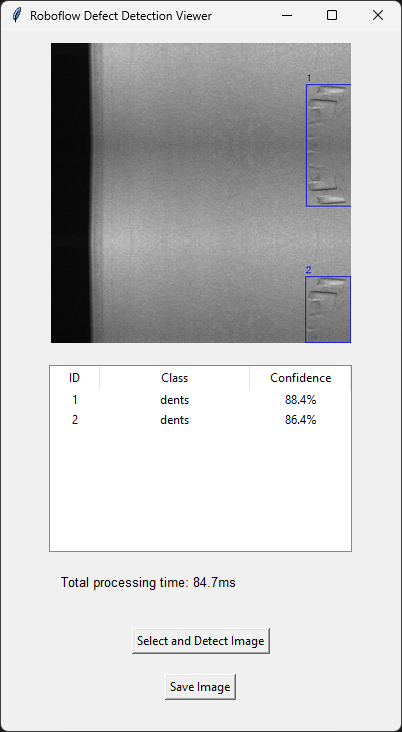 Roboflow Defect Detection Viewer
1
2
ID Class Confidence
1 dents 88.4%
2 dents 86.4%
Total processing time: 84.7ms
Select and Detect Image
Save Image